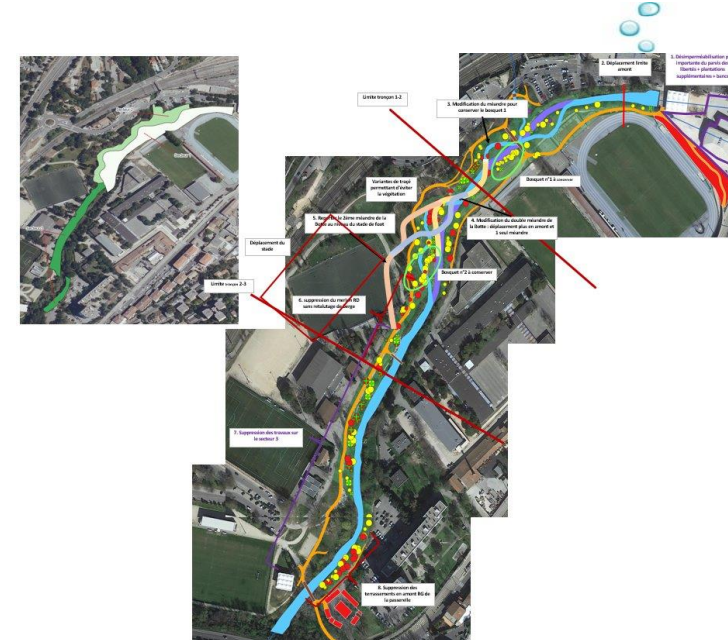 1. Désimperméabilisation
importante du parvis des
libertés + plantations
supplémentaires + bancs
2. Déplacement limite
amont
Limite tronçon 1-2
3. Modification du méandre pour
conserver le bosquet 1
Bosquet n°1 à conserver
Variantes de tracé
permettant d'éviter
la végétation
5. 2ème méandre de la
au niveau du stade de foot
4. Modification du double méandre de
la Botte : déplacement plus en amont et
1 seul méandre
Déplacement du
stade
Bosquet n°2 à conserver
Limite tronçon 2-3
6. suppression du RD
sans retalutage de berge
7. Suppression des travaux sur
le secteur 3
8. Suppression des
terrassements en amont RG de
la passerelle